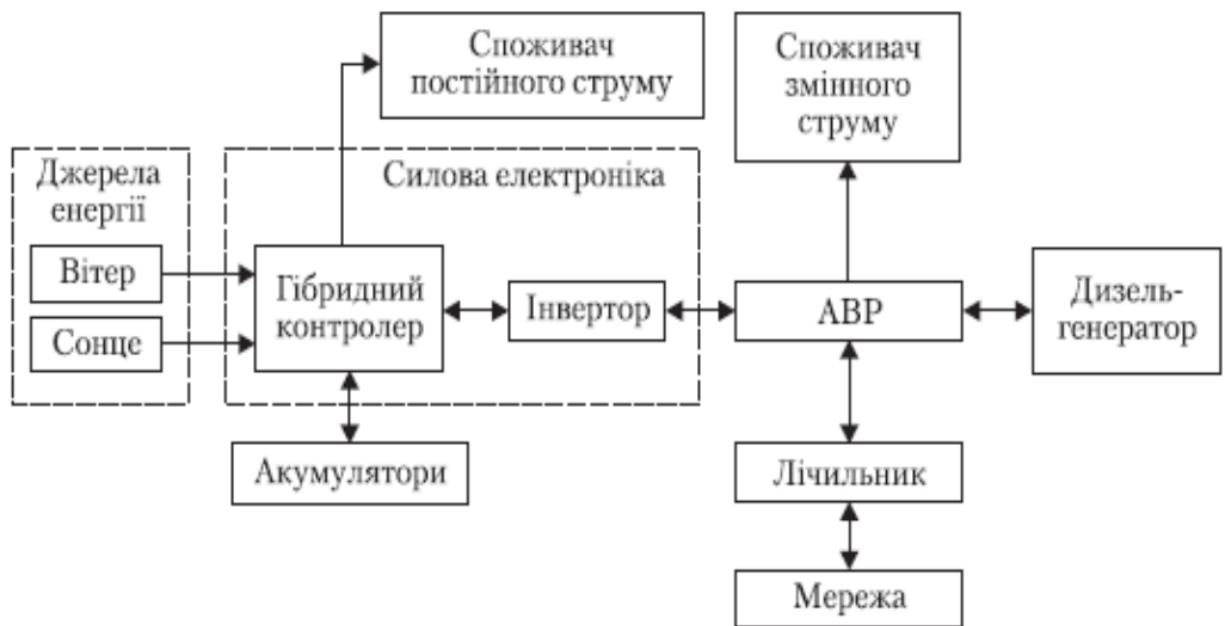 Споживач
постійного струму
Споживач
змінного
струму
Джерела
енергії
Силова електроніка
Вітер
Сонце
Гібридний
контролер
Інвертор
АВР
Дизель-
генератор
Акумулятори
Лічильник
Мережа